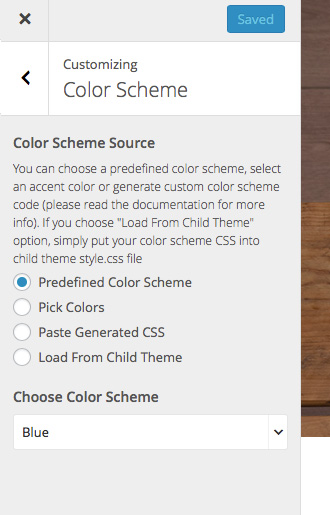 Saved
Customizing
Color Scheme
Color Scheme Source
You can choose a predefined color scheme, select
an accent color or generate custom color scheme
code (please read the documentation for more
info). If you choose "Load From Child Theme"
option, simply put your color scheme CSS into
child theme style.css file
Predefined Color Scheme
Pick Colors
Paste Generated CSS
Load From Child Theme
Choose Color Scheme
Blue